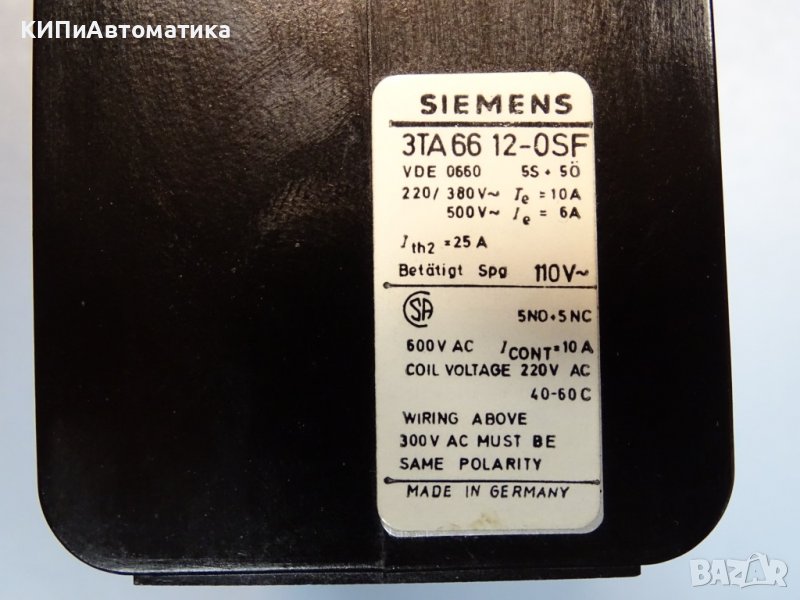 КИПиАвтоматика
SIEMENS
3TA66 12-0SF
VDE 0660 5S + 5Ö
220/ 380V~ Ie = 10A
500V~ Ie = 6A
Ith2 = 25 A
Betätigt Spg 110V~
SA
5NO+5NC
600V AC ICONT=10A
COIL VOLTAGE 220V AC
40-60C
WIRING ABOVE
300V AC MUST BE
SAME POLARITY
MADE IN GERMANY
BAZAR